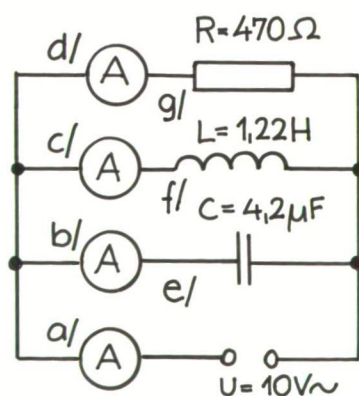 d/ A R=470Ω
g/
c/ A L=1,22H
f/ C=4,2μF
b/ A
e/
a/ A
U=10V~